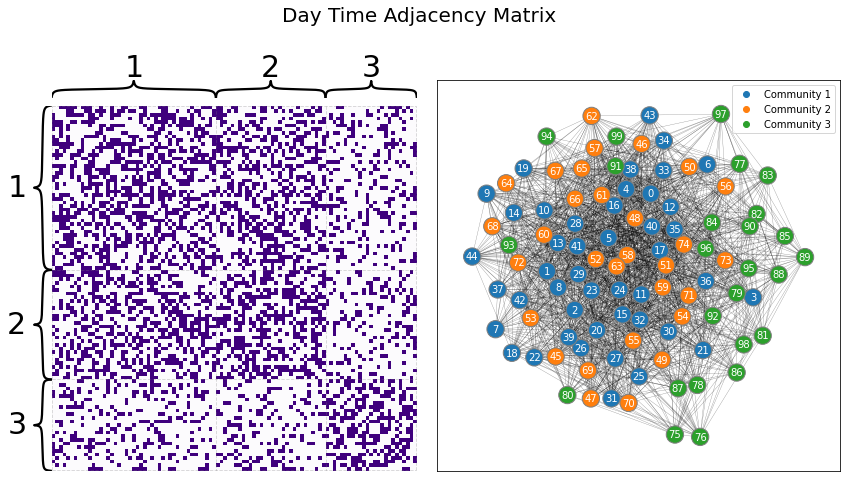 Day Time Adjacency Matrix
1 2 3
1
2
3
Community 1
Community 2
Community 3
62 43 97
94 99 34
57 46
19 67 65 91 38 33 50 6 77
83
9 64 66 61 4 0 56
14 10 16 12
68 28 48 40 35 84 82
60 5 90
93 13 41 17 74 96 85
44 72 52 58 51 73 89
1 29 63 95 88
37 8 23 24 11 59 36
42 71 79 3
53 2 15 32 54 92
7 39 20 30
18 26 55 21 98 81
22 45 27 49
69 25 86
80 87 78
47 31 70
75 76